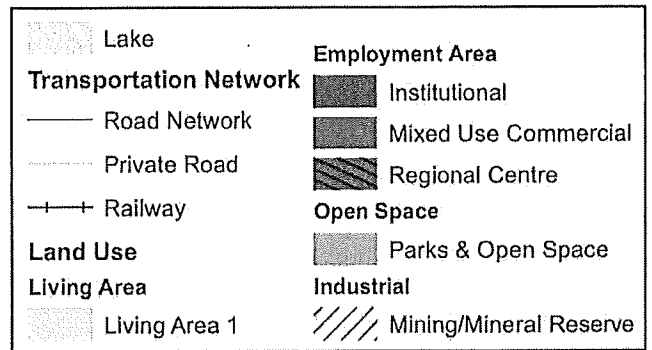 Lake
Transportation Network
Road Network
Private Road
Railway
Land Use
Living Area
Living Area 1
Employment Area
Institutional
Mixed Use Commercial
Regional Centre
Open Space
Parks & Open Space
Industrial
Mining/Mineral Reserve